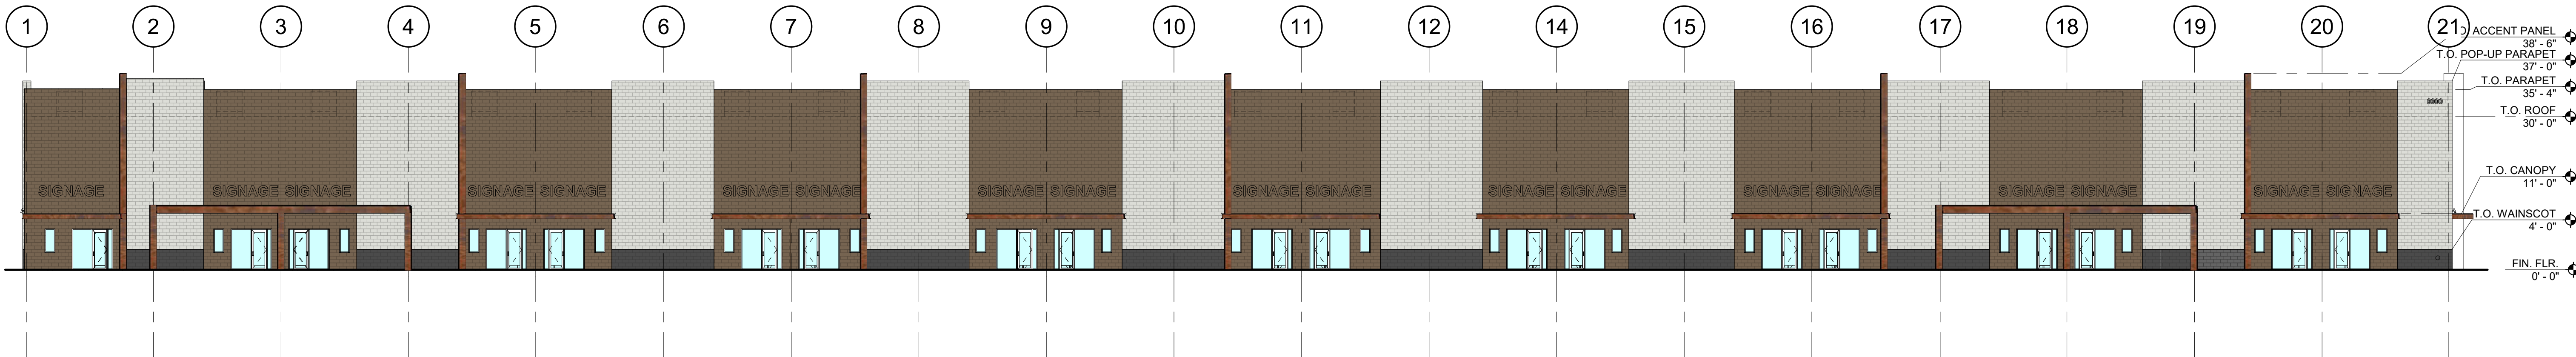 1 2 3 4 5 6 7 8 9 10 11 12 14 15 16 17 18 19 20 21
ACCENT PANEL
38' - 6"
T.O. POP-UP PARAPET
37' - 0"
T.O. PARAPET
35' - 4"
T.O. ROOF
30' - 0"
SIGNAGE SIGNAGE SIGNAGE SIGNAGE SIGNAGE SIGNAGE SIGNAGE SIGNAGE SIGNAGE SIGNAGE SIGNAGE SIGNAGE SIGNAGE SIGNAGE SIGNAGE SIGNAGE SIGNAGE SIGNAGE SIGNAGE
T.O. CANOPY
11' - 0"
T.O. WAINSCOT
4' - 0"
FIN. FLR.
0' - 0"